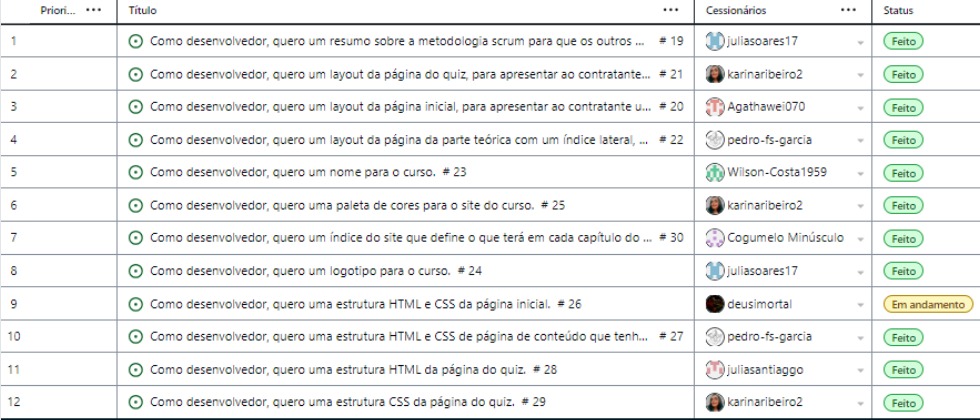 Priori... ... Título ... Cessionários ... Status
1 Como desenvolvedor, quero um resumo sobre a metodologia scrum para que os outros ... # 19 juliasoares17 Feito
2 Como desenvolvedor, quero um layout da página do quiz, para apresentar ao contratante... # 21 karinaribeiro2 Feito
3 Como desenvolvedor, quero um layout da página inicial, para apresentar ao contratante u... # 20 Agathawei070 Feito
4 Como desenvolvedor, quero um layout da página da parte teórica com um índice lateral, ... # 22 pedro-fs-garcia Feito
5 Como desenvolvedor, quero um nome para o curso. # 23 Wilson-Costa1959 Feito
6 Como desenvolvedor, quero uma paleta de cores para o site do curso. # 25 karinaribeiro2 Feito
7 Como desenvolvedor, quero um índice do site que define o que terá em cada capítulo do ... # 30 Cogumelo Minúsculo Feito
8 Como desenvolvedor, quero um logotipo para o curso. # 24 juliasoares17 Feito
9 Como desenvolvedor, quero uma estrutura HTML e CSS da página inicial. # 26 deusimortal Em andamento
10 Como desenvolvedor, quero uma estrutura HTML e CSS de página de conteúdo que tenh... # 27 pedro-fs-garcia Feito
11 Como desenvolvedor, quero uma estrutura HTML da página do quiz. # 28 juliasantiaggo Feito
12 Como desenvolvedor, quero uma estrutura CSS da página do quiz. # 29 karinaribeiro2 Feito